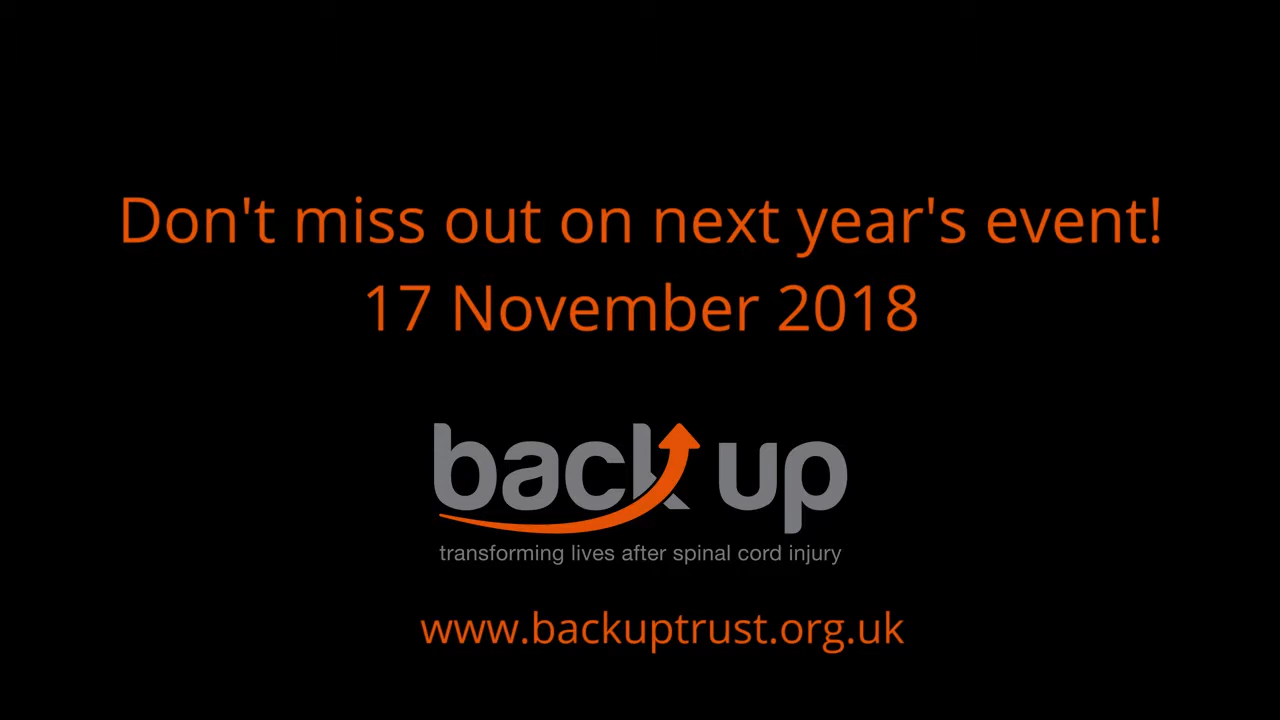 Don't miss out on next year's event!
17 November 2018
back up
transforming lives after spinal cord injury
www.backuptrust.org.uk